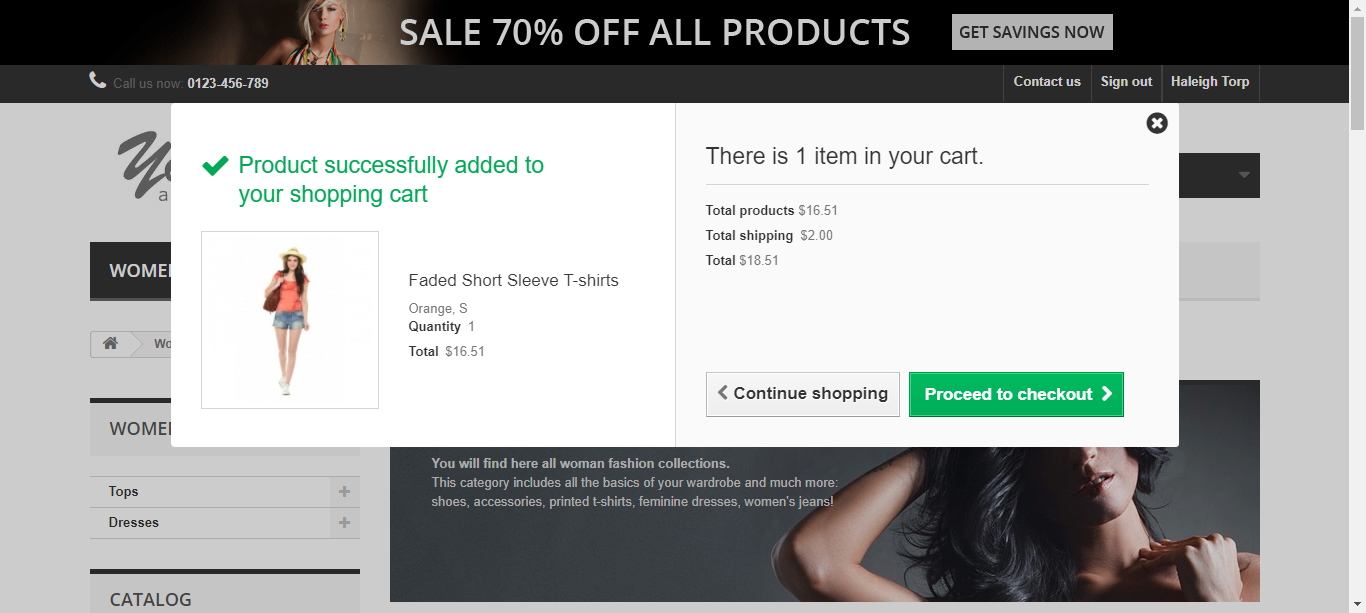 SALE 70% OFF ALL PRODUCTS
GET SAVINGS NOW
Call us now: 0123-456-789
Contact us
Sign out
Haleigh Torp
Product successfully added to
your shopping cart
Faded Short Sleeve T-shirts
Orange, S
Quantity 1
Total $16.51
There is 1 item in your cart.
Total products $16.51
Total shipping $2.00
Total $18.51
Continue shopping
Proceed to checkout
You will find here all woman fashion collections.
This category includes all the basics of your wardrobe and much more:
shoes, accessories, printed t-shirts, feminine dresses, women's jeans!
Tops
Dresses
CATALOG